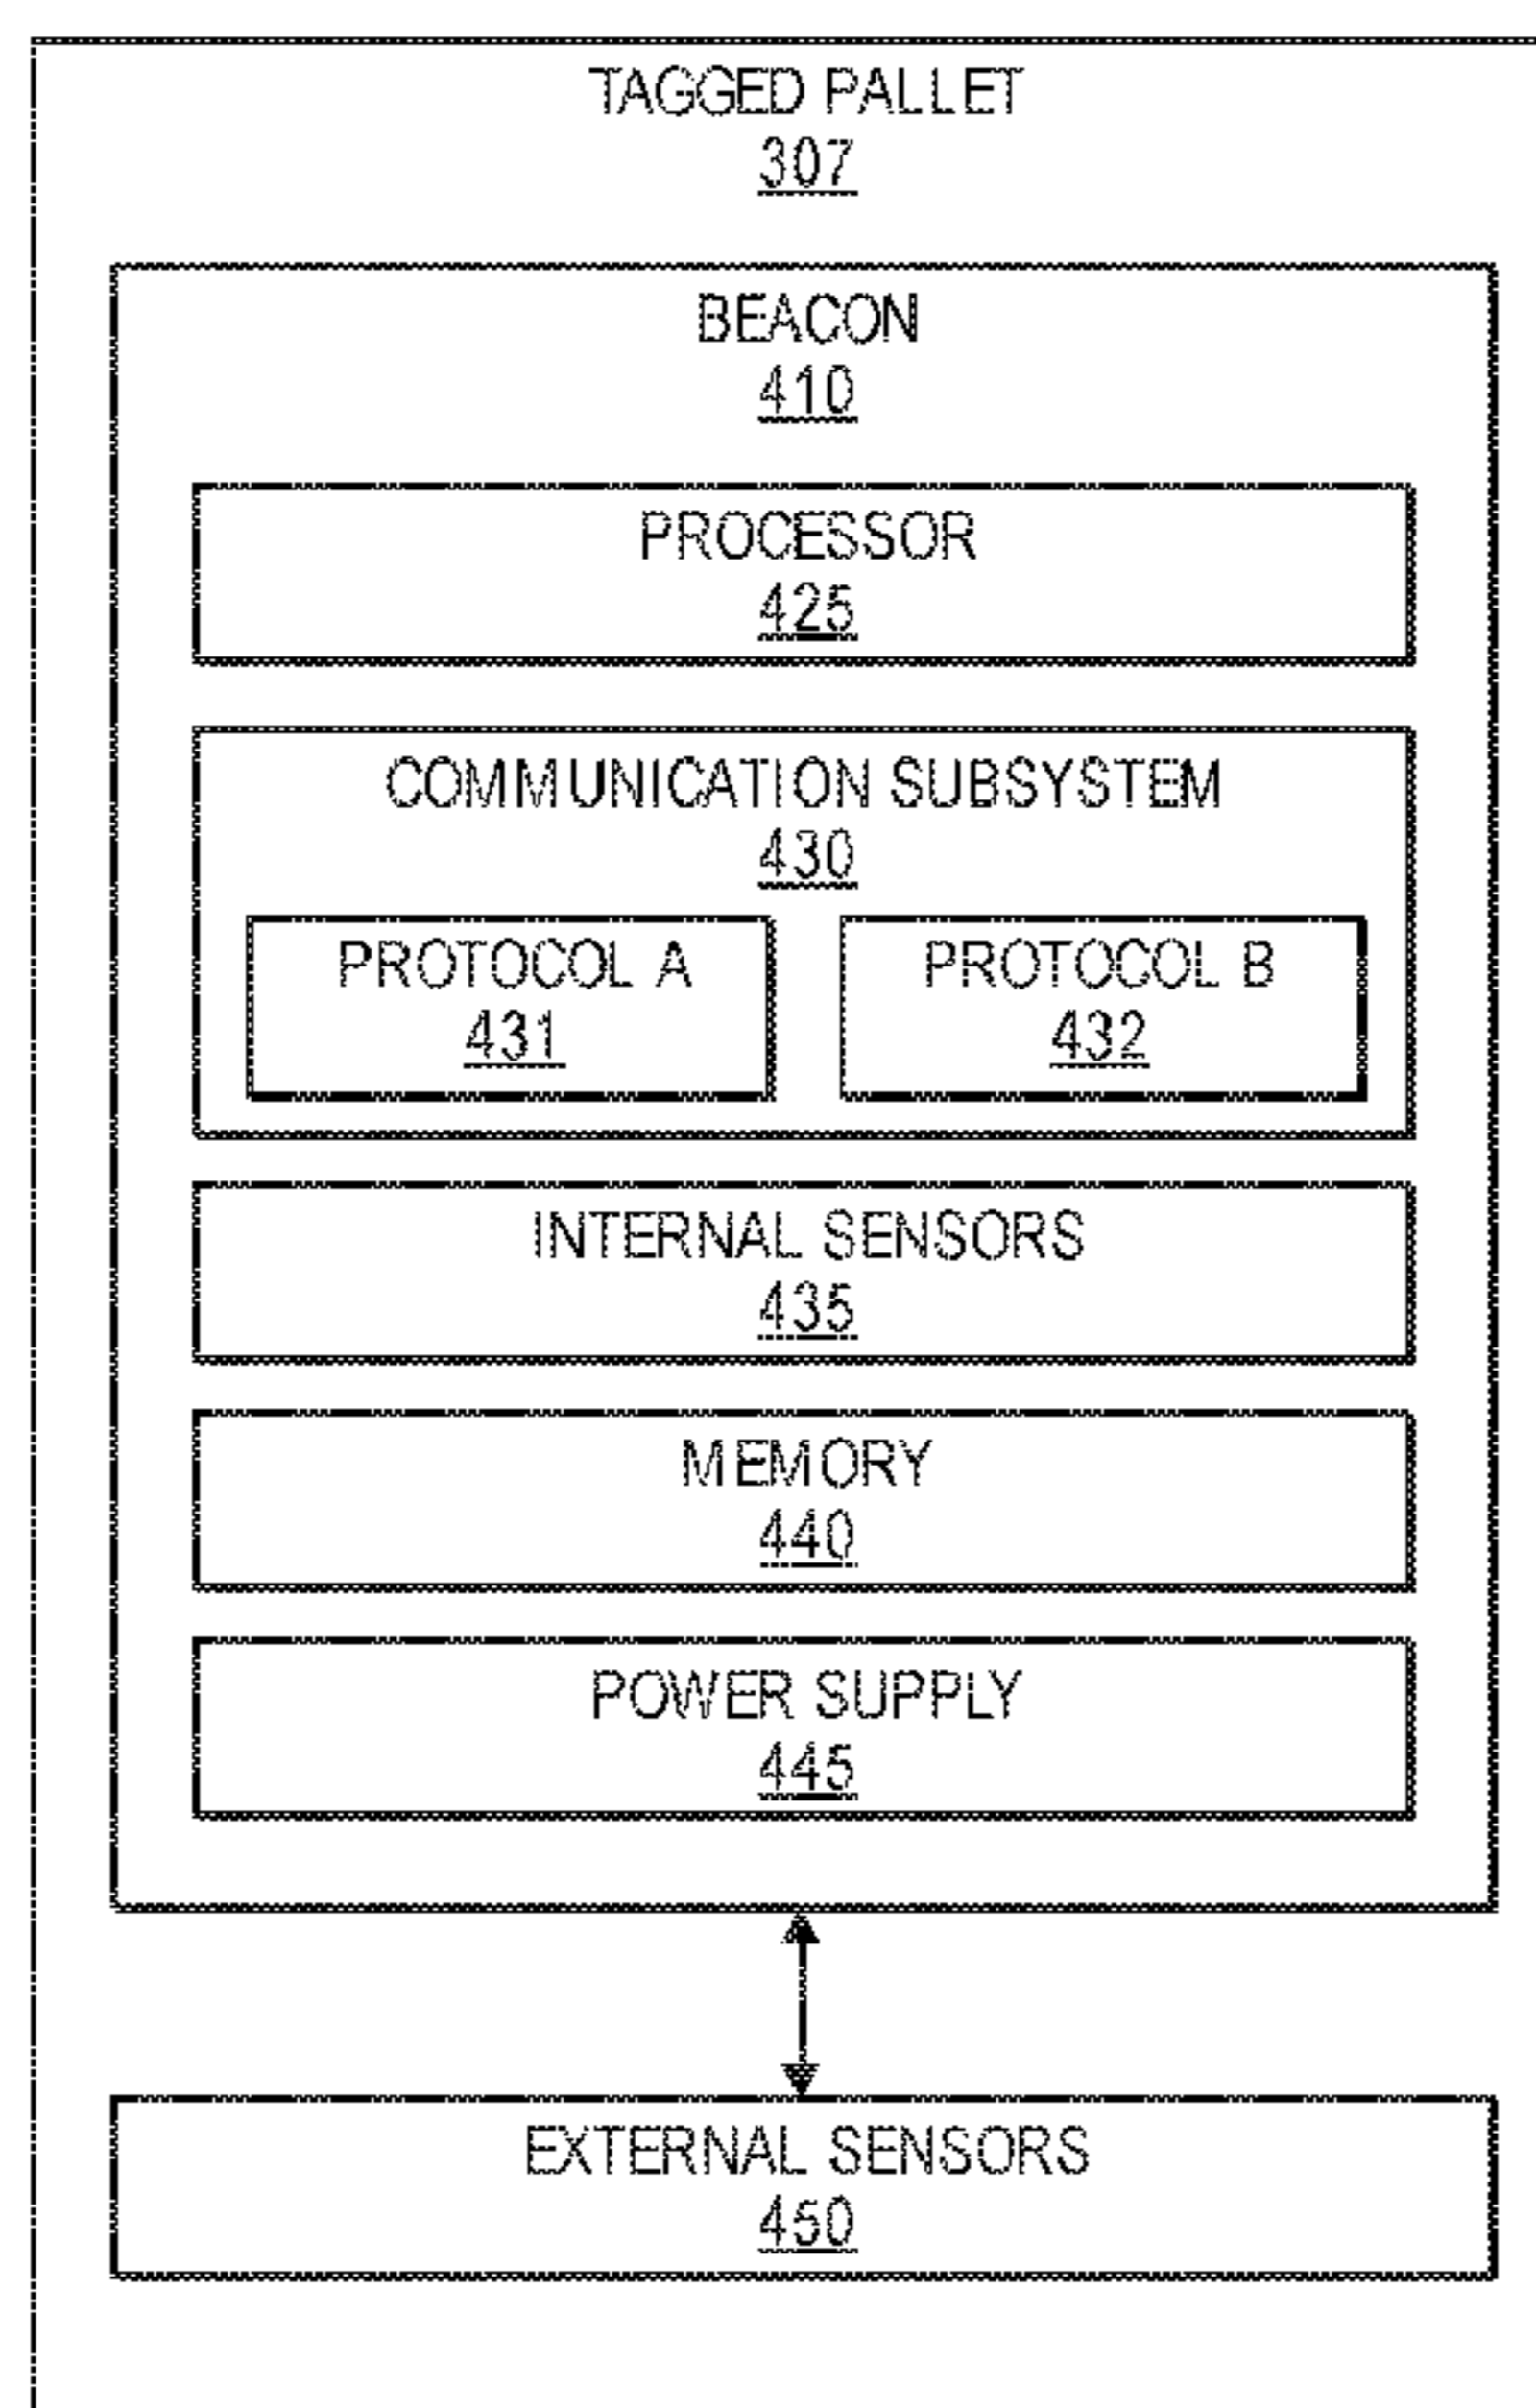 TAGGED PALLET
307
BEACON
410
PROCESSOR
425
COMMUNICATION SUBSYSTEM
430
PROTOCOL A
431
PROTOCOL B
432
INTERNAL SENSORS
435
MEMORY
440
POWER SUPPLY
445
EXTERNAL SENSORS
450